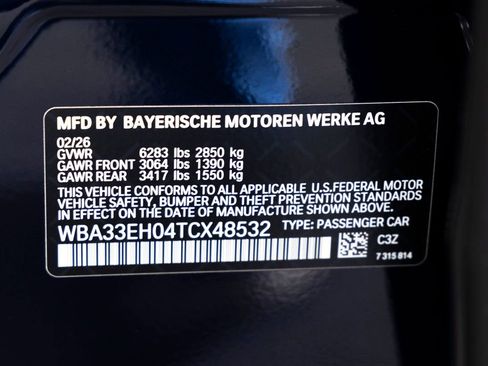 MFD BY BAYERISCHE MOTOREN WERKE AG
02/26
GVWR 6283 lbs 2850 kg
GAWR FRONT 3064 lbs 1390 kg
GAWR REAR 3417 lbs 1550 kg
THIS VEHICLE CONFORMS TO ALL APPLICABLE U.S.FEDERAL MOTOR
VEHICLE SAFETY, BUMPER AND THEFT PREVENTION STANDARDS
IN EFFECT ON THE DATE OF MANUFACTURE SHOWN ABOVE.
WBA33EH04TCX48532 TYPE: PASSENGER CAR
C3Z
7 315 814